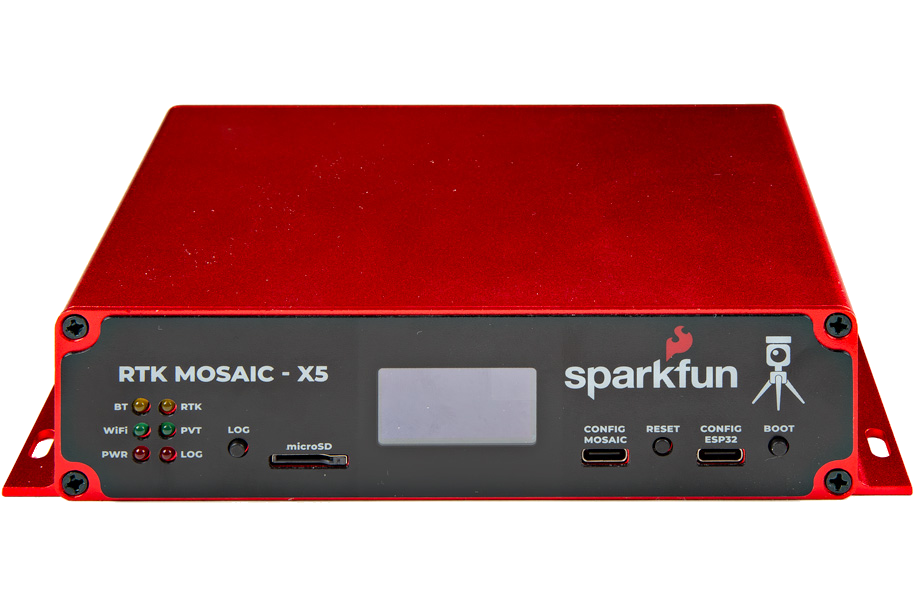 RTK MOSAIC - X5
sparkfun
BT RTK
WiFi PVT
PWR LOG
LOG
microSD
CONFIG
MOSAIC
RESET
CONFIG
ESP32
BOOT